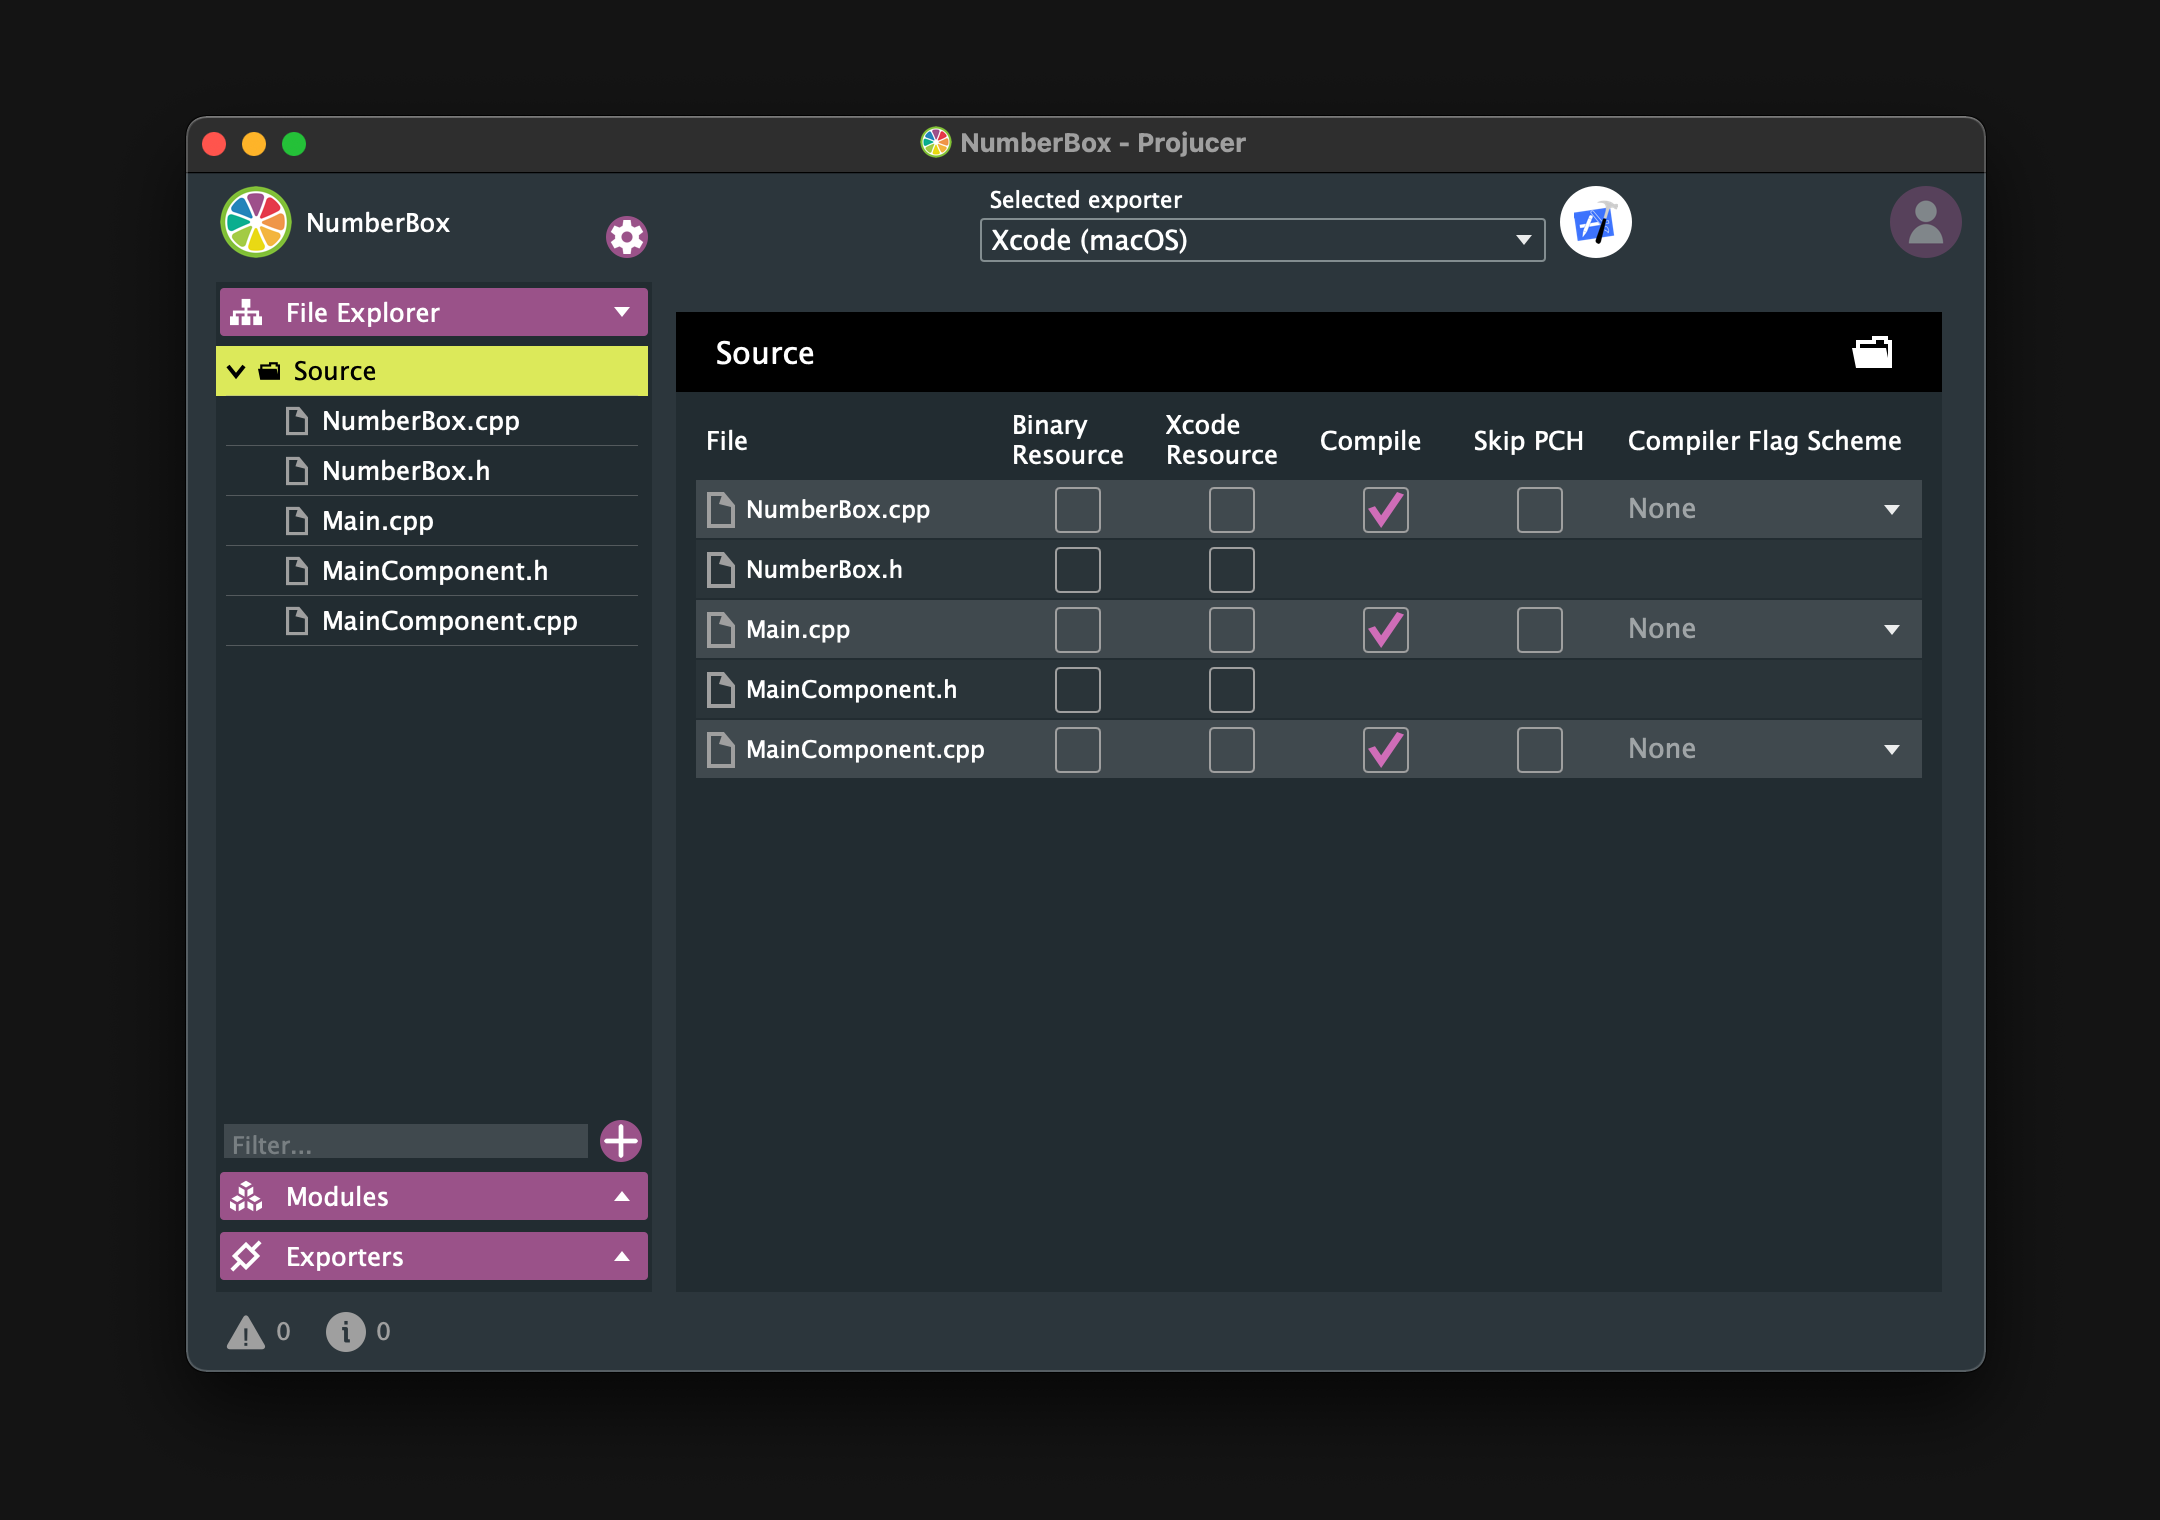 NumberBox - Projucer
NumberBox
Selected exporter
Xcode (macOS)
File Explorer
Source
NumberBox.cpp
NumberBox.h
Main.cpp
MainComponent.h
MainComponent.cpp
Filter...
Modules
Exporters
0
0
Source
File Binary Resource Xcode Resource Compile Skip PCH Compiler Flag Scheme
NumberBox.cpp None
NumberBox.h
Main.cpp None
MainComponent.h
MainComponent.cpp None